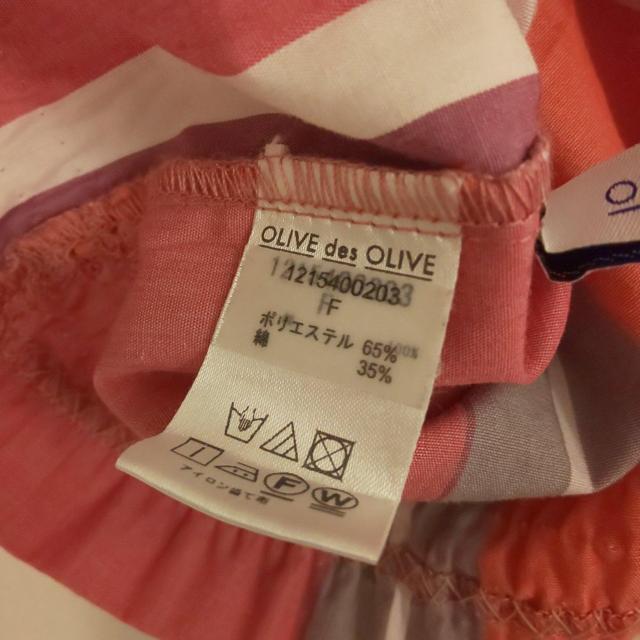 OLIVE des OLIVE
1215400203
F
ポリエステル 65%
綿 35%
F W
アイロン当て布